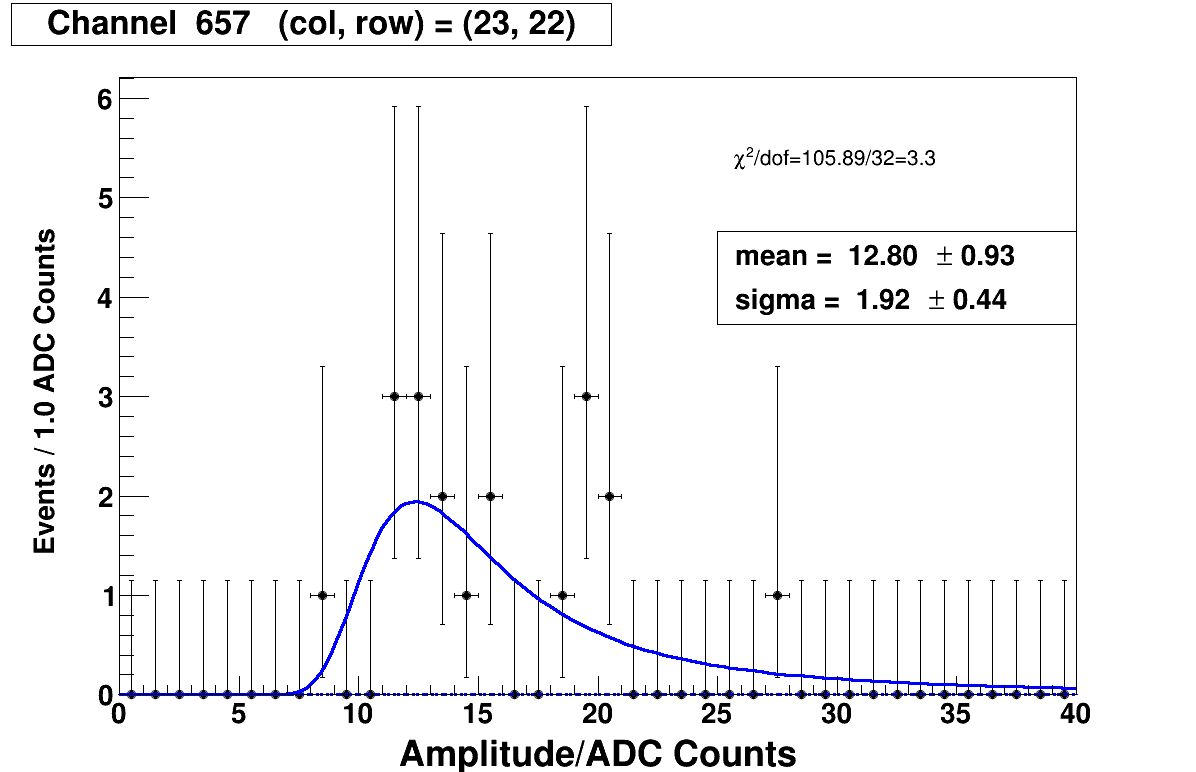 Channel 657 (col, row) = (23, 22)
χ²/dof=105.89/32=3.3
mean = 12.80 ± 0.93
sigma = 1.92 ± 0.44
Events / 1.0 ADC Counts
6
5
4
3
2
1
0
0 5 10 15 20 25 30 35 40
Amplitude/ADC Counts